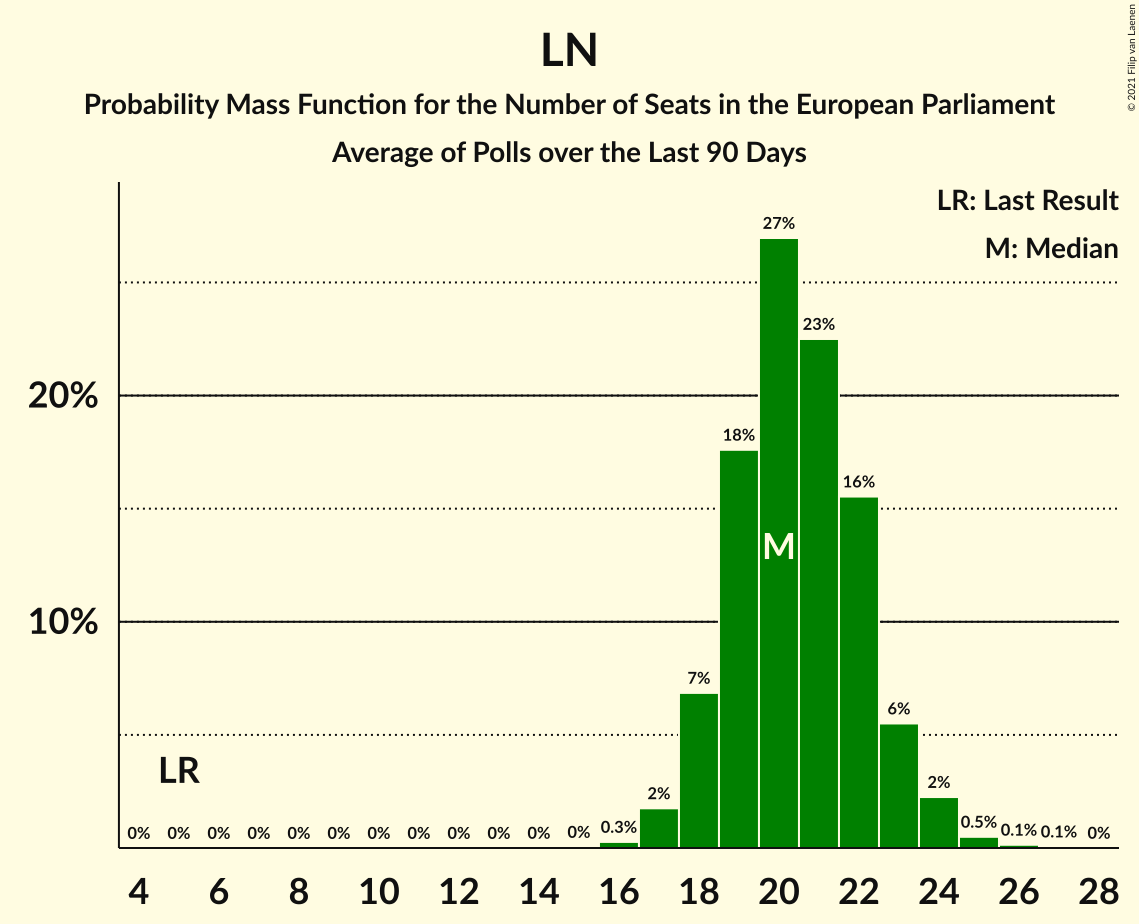 LN
Probability Mass Function for the Number of Seats in the European Parliament
Average of Polls over the Last 90 Days
© 2021 Filip van Laenen
LR: Last Result
M: Median
27%
23%
20%
18%
16%
M
10%
7%
6%
LR
2%
2%
0% 0% 0% 0% 0% 0% 0% 0% 0% 0% 0% 0% 0.3% 0.5% 0.1% 0.1% 0%
4 6 8 10 12 14 16 18 20 22 24 26 28